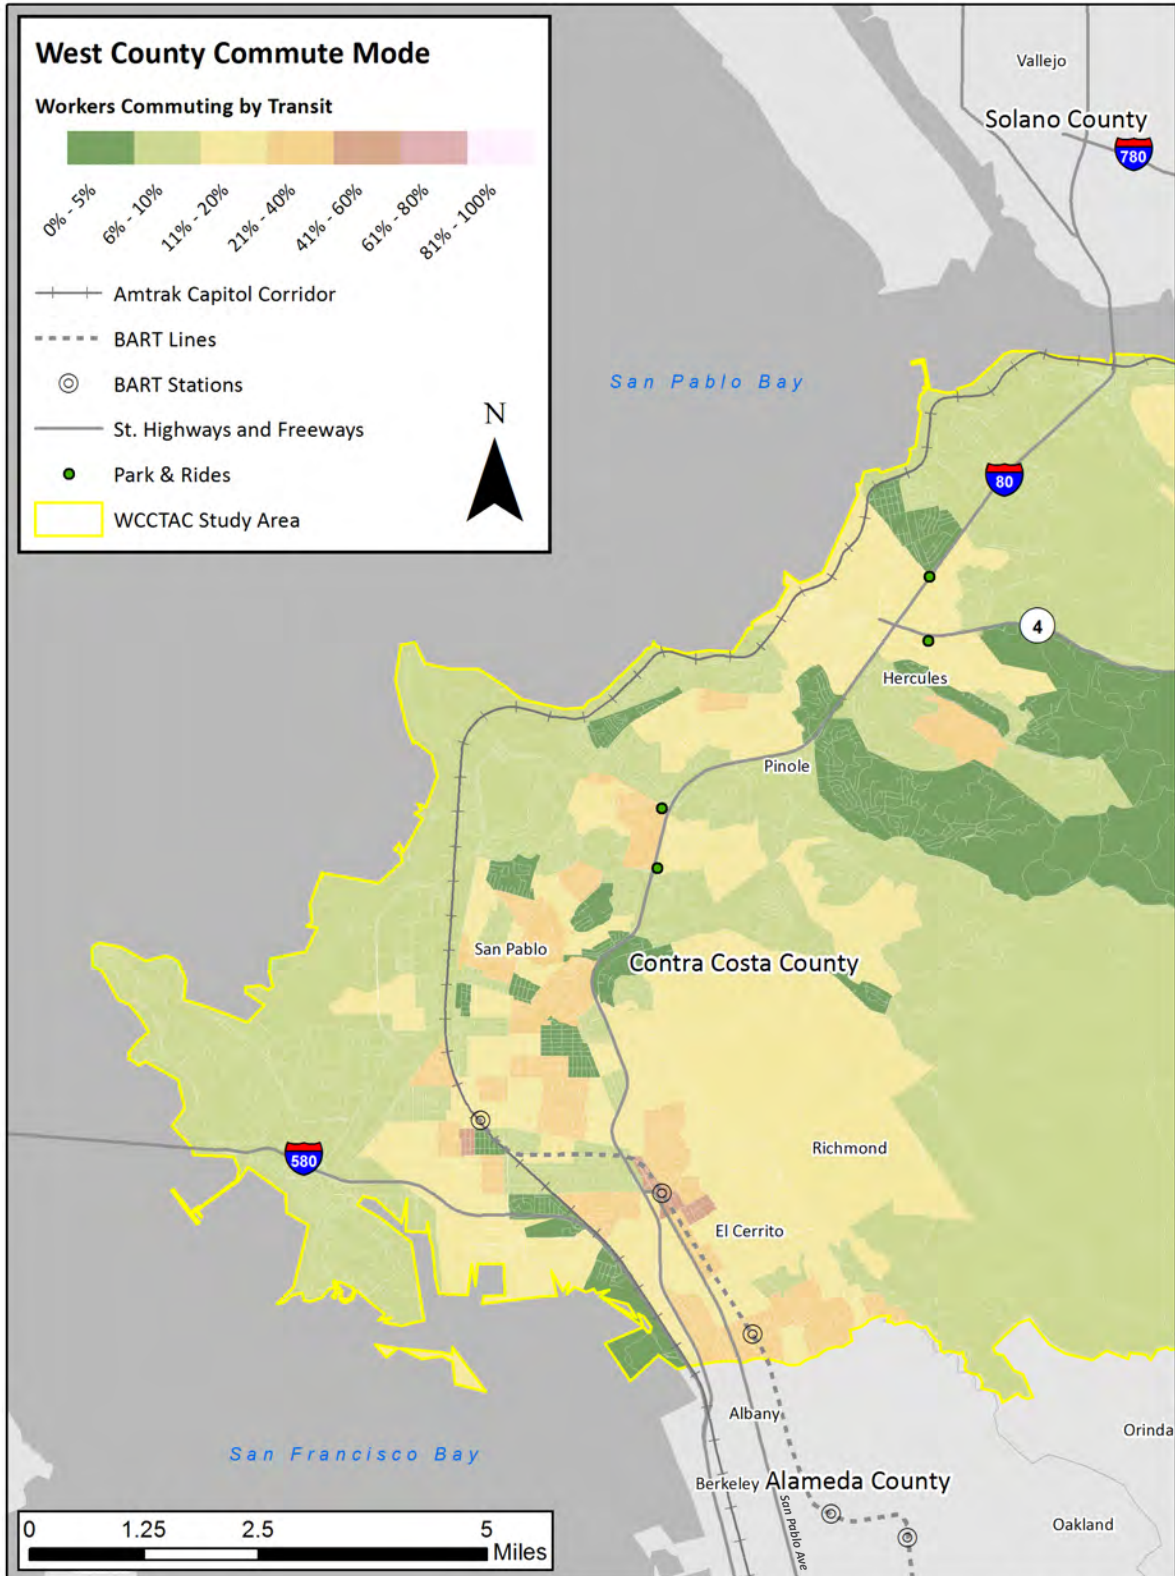 West County Commute Mode
Workers Commuting by Transit
0% - 5%
6% - 10%
11% - 20%
21% - 40%
41% - 60%
61% - 80%
81% - 100%
Amtrak Capitol Corridor
BART Lines
BART Stations
St. Highways and Freeways
Park & Rides
WCCTAC Study Area
N
Vallejo
Solano County
780
San Pablo Bay
80
4
Hercules
Pinole
San Pablo
Contra Costa County
Richmond
580
El Cerrito
Albany
Orinda
San Francisco Bay
Berkeley
Alameda County
San Pablo Ave
Oakland
0 1.25 2.5 5
Miles